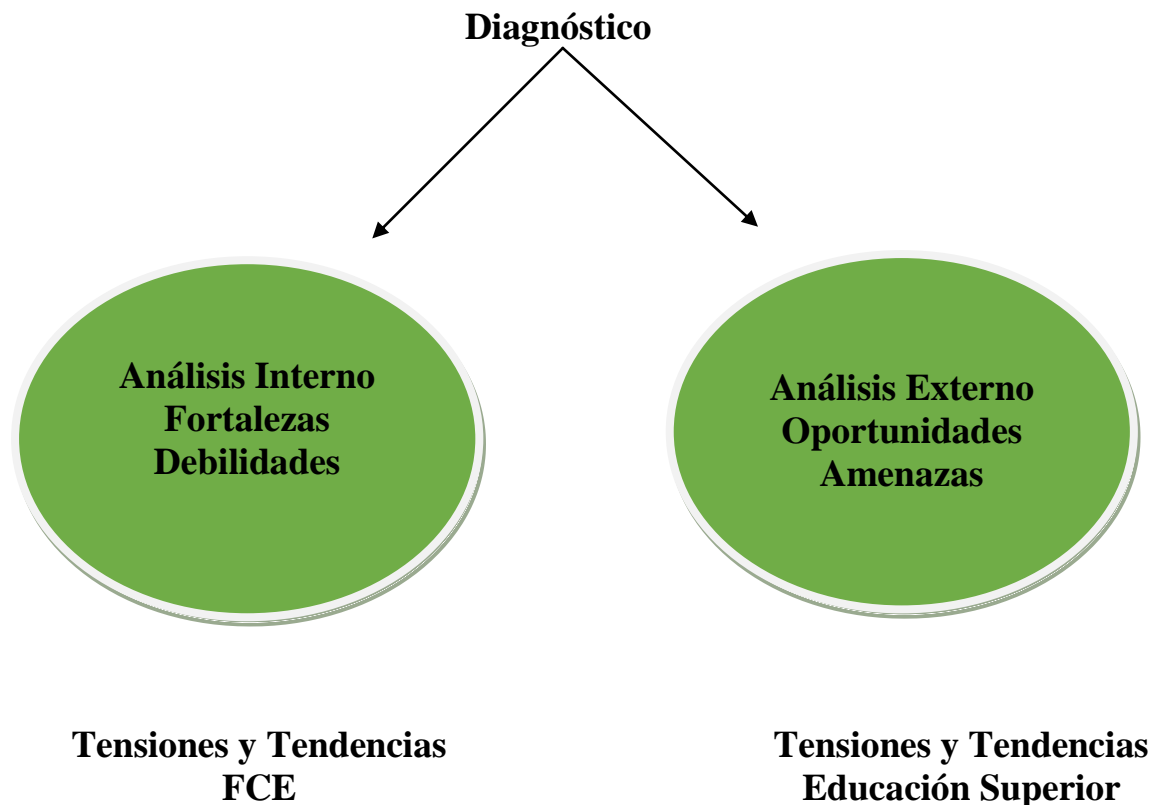 Diagnóstico
Análisis Interno
Fortalezas
Debilidades
Análisis Externo
Oportunidades
Amenazas
Tensiones y Tendencias
FCE
Tensiones y Tendencias
Educación Superior